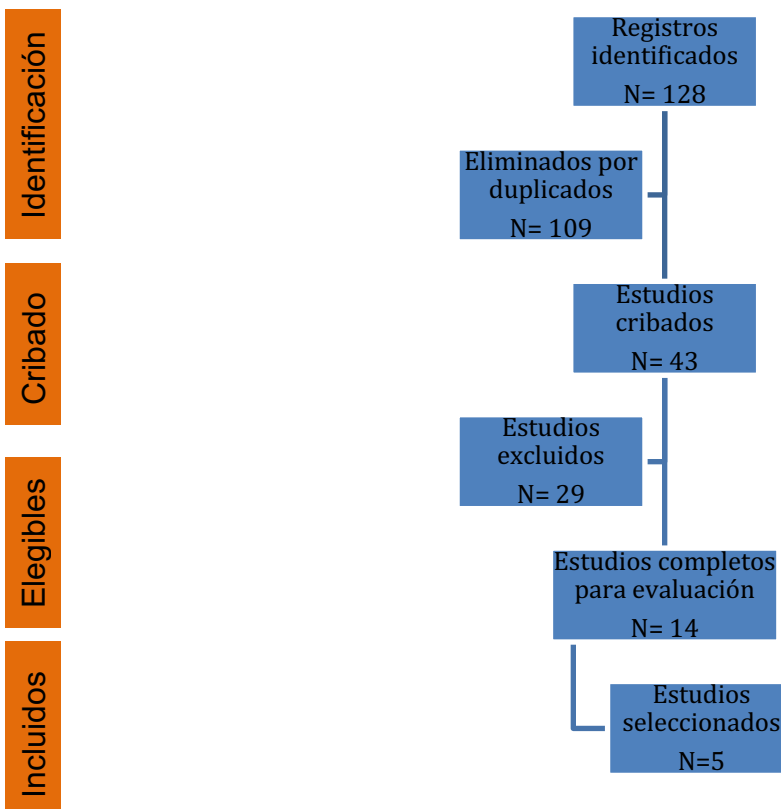 Identificación
Registros
identificados
N= 128
Eliminados por
duplicados
N= 109
Cribado
Estudios
cribados
N= 43
Estudios
excluidos
N= 29
Elegibles
Estudios completos
para evaluación
N= 14
Incluidos
Estudios
seleccionados
N=5